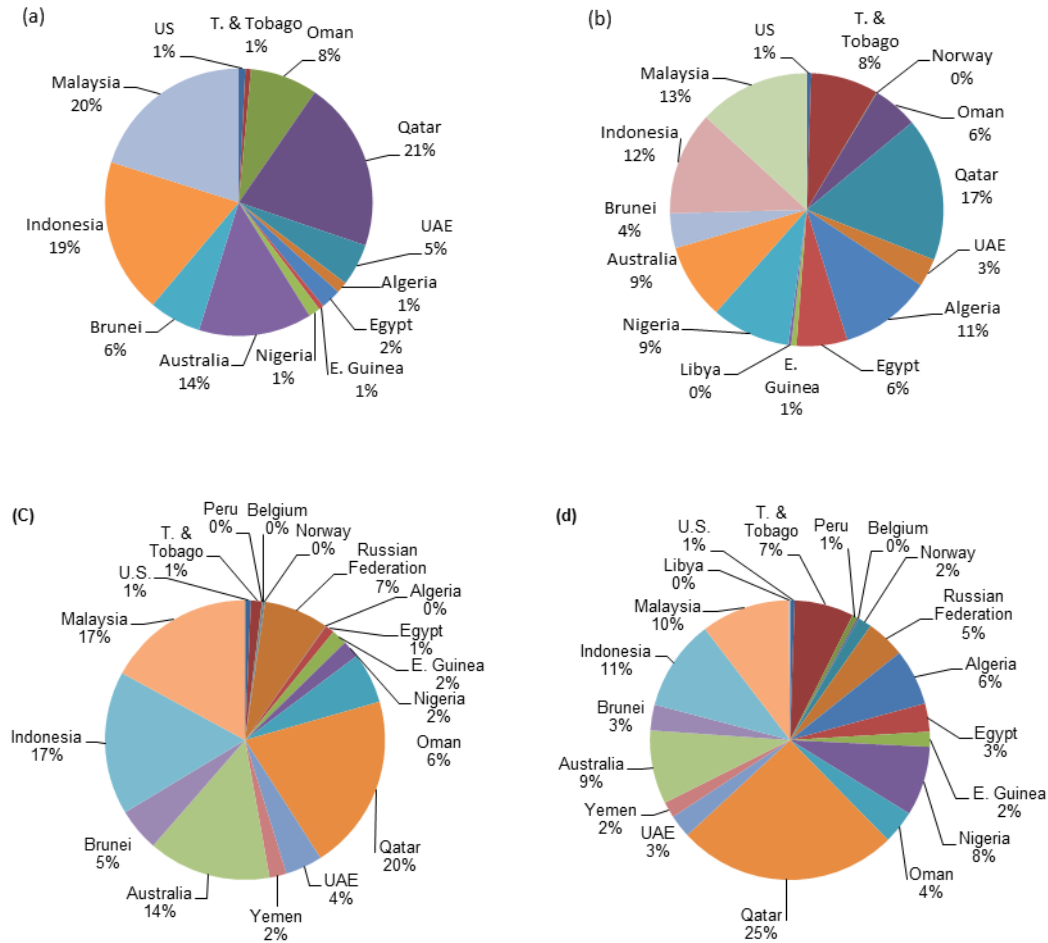 (a)
US
1%
T. & Tobago
1%
Oman
8%
Qatar
21%
UAE
5%
Algeria
1%
Egypt
2%
E. Guinea
1%
Nigeria
1%
Australia
14%
Brunei
6%
Indonesia
19%
Malaysia
20%
(b)
US
1%
T. &
Tobago
8%
Norway
0%
Oman
6%
Qatar
17%
UAE
3%
Algeria
11%
Egypt
6%
E.
Guinea
1%
Libya
0%
Nigeria
9%
Australia
9%
Brunei
4%
Indonesia
12%
Malaysia
13%
(C)
U.S.
1%
T. &
Tobago
1%
Peru
0%
Belgium
0%
Norway
0%
Russian
Federation
7%
Algeria
0%
Egypt
1%
E. Guinea
2%
Nigeria
2%
Oman
6%
Qatar
20%
UAE
4%
Yemen
2%
Australia
14%
Brunei
5%
Indonesia
17%
Malaysia
17%
(d)
U.S.
1%
T. &
Tobago
7%
Peru
1%
Belgium
0%
Norway
2%
Russian
Federation
5%
Algeria
6%
Egypt
3%
E. Guinea
2%
Nigeria
8%
Oman
4%
Qatar
25%
UAE
3%
Yemen
2%
Australia
9%
Brunei
3%
Indonesia
11%
Malaysia
10%
Libya
0%